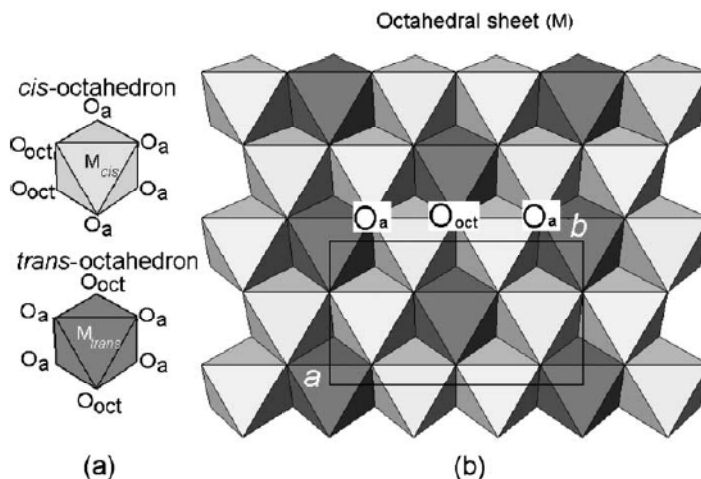 Octahedral sheet (M)
cis-octahedron
Oa
Ooct
Mcis
Ooct
Oa
Oa
Oa
trans-octahedron
Ooct
Oa
Mtrans
Oa
Oa
Oa
Ooct
(a)
Oa
Ooct
Oa
b
a
(b)